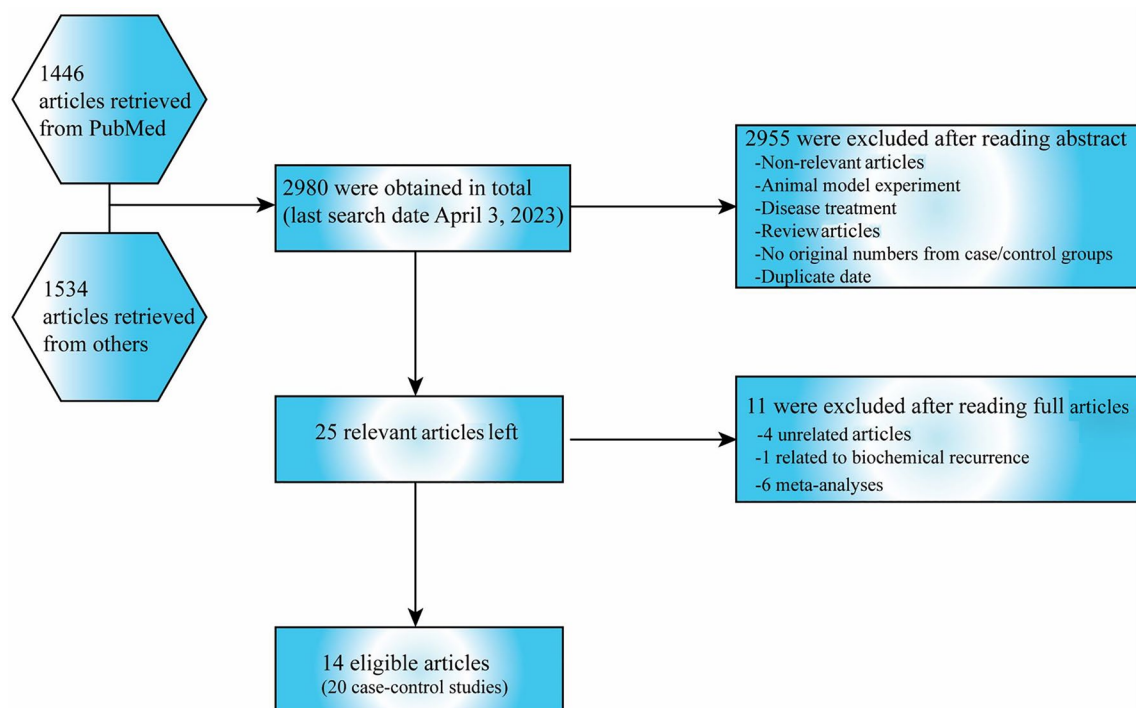 1446
articles retrieved
from PubMed
1534
articles retrieved
from others
2980 were obtained in total
(last search date April 3, 2023)
2955 were excluded after reading abstract
-Non-relevant articles
-Animal model experiment
-Disease treatment
-Review articles
-No original numbers from case/control groups
-Duplicate date
25 relevant articles left
11 were excluded after reading full articles
-4 unrelated articles
-1 related to biochemical recurrence
-6 meta-analyses
14 eligible articles
(20 case-control studies)